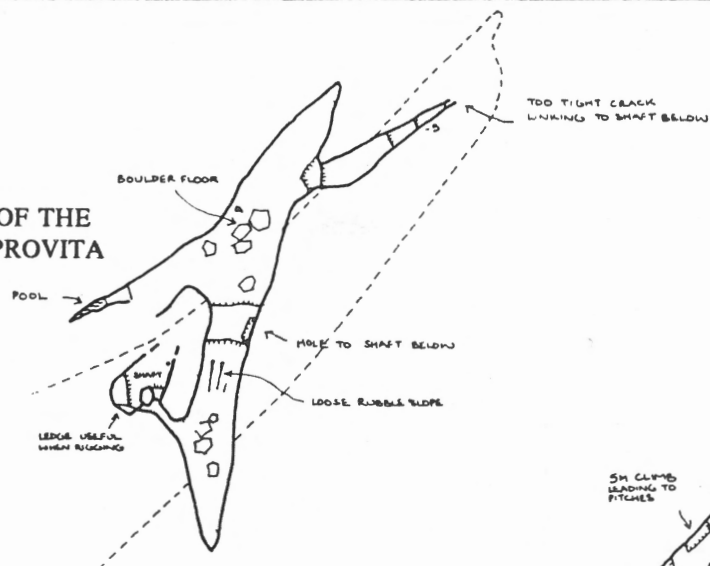 TOO TIGHT CRACK
LINKING TO SHAFT BELOW
-3
BOULDER FLOOR
OF THE
PROVITA
POOL
HOLE TO SHAFT BELOW
SHAFT
LOOSE RUBBLE SLOPE
LEDGE USEFUL
WHEN RIGGING
5M CLIMB
LEADING TO
PITCHES